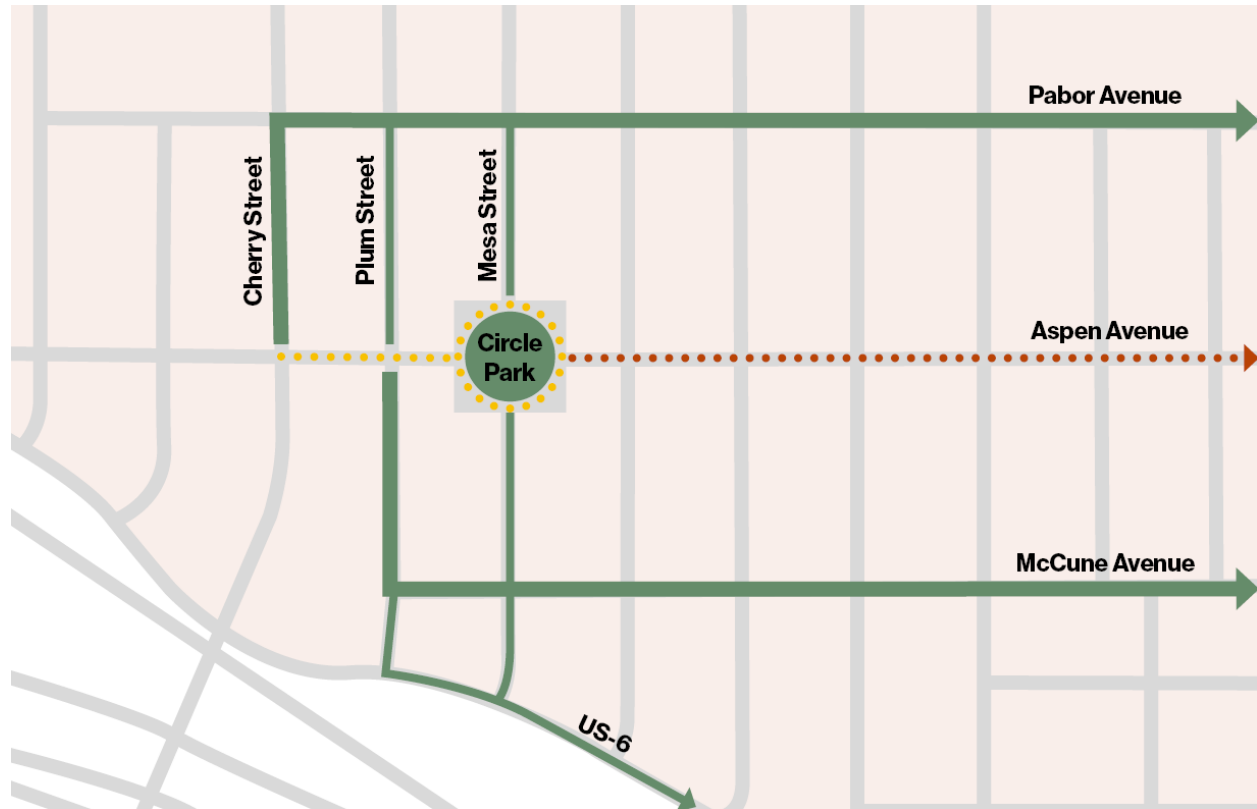 Pabor Avenue
Cherry Street
Plum Street
Mesa Street
Circle
Park
Aspen Avenue
McCune Avenue
US-6